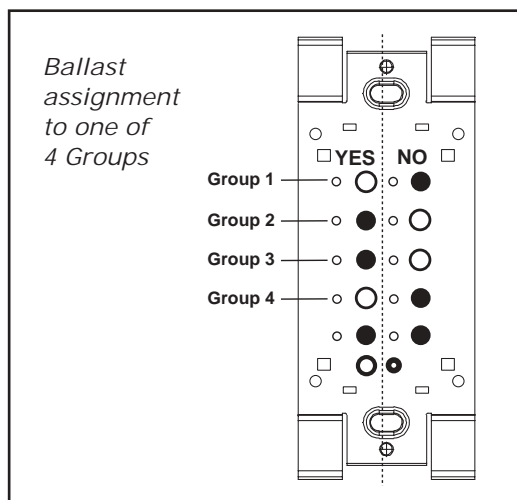 Ballast
assignment
to one of
4 Groups
YES NO
Group 1
Group 2
Group 3
Group 4